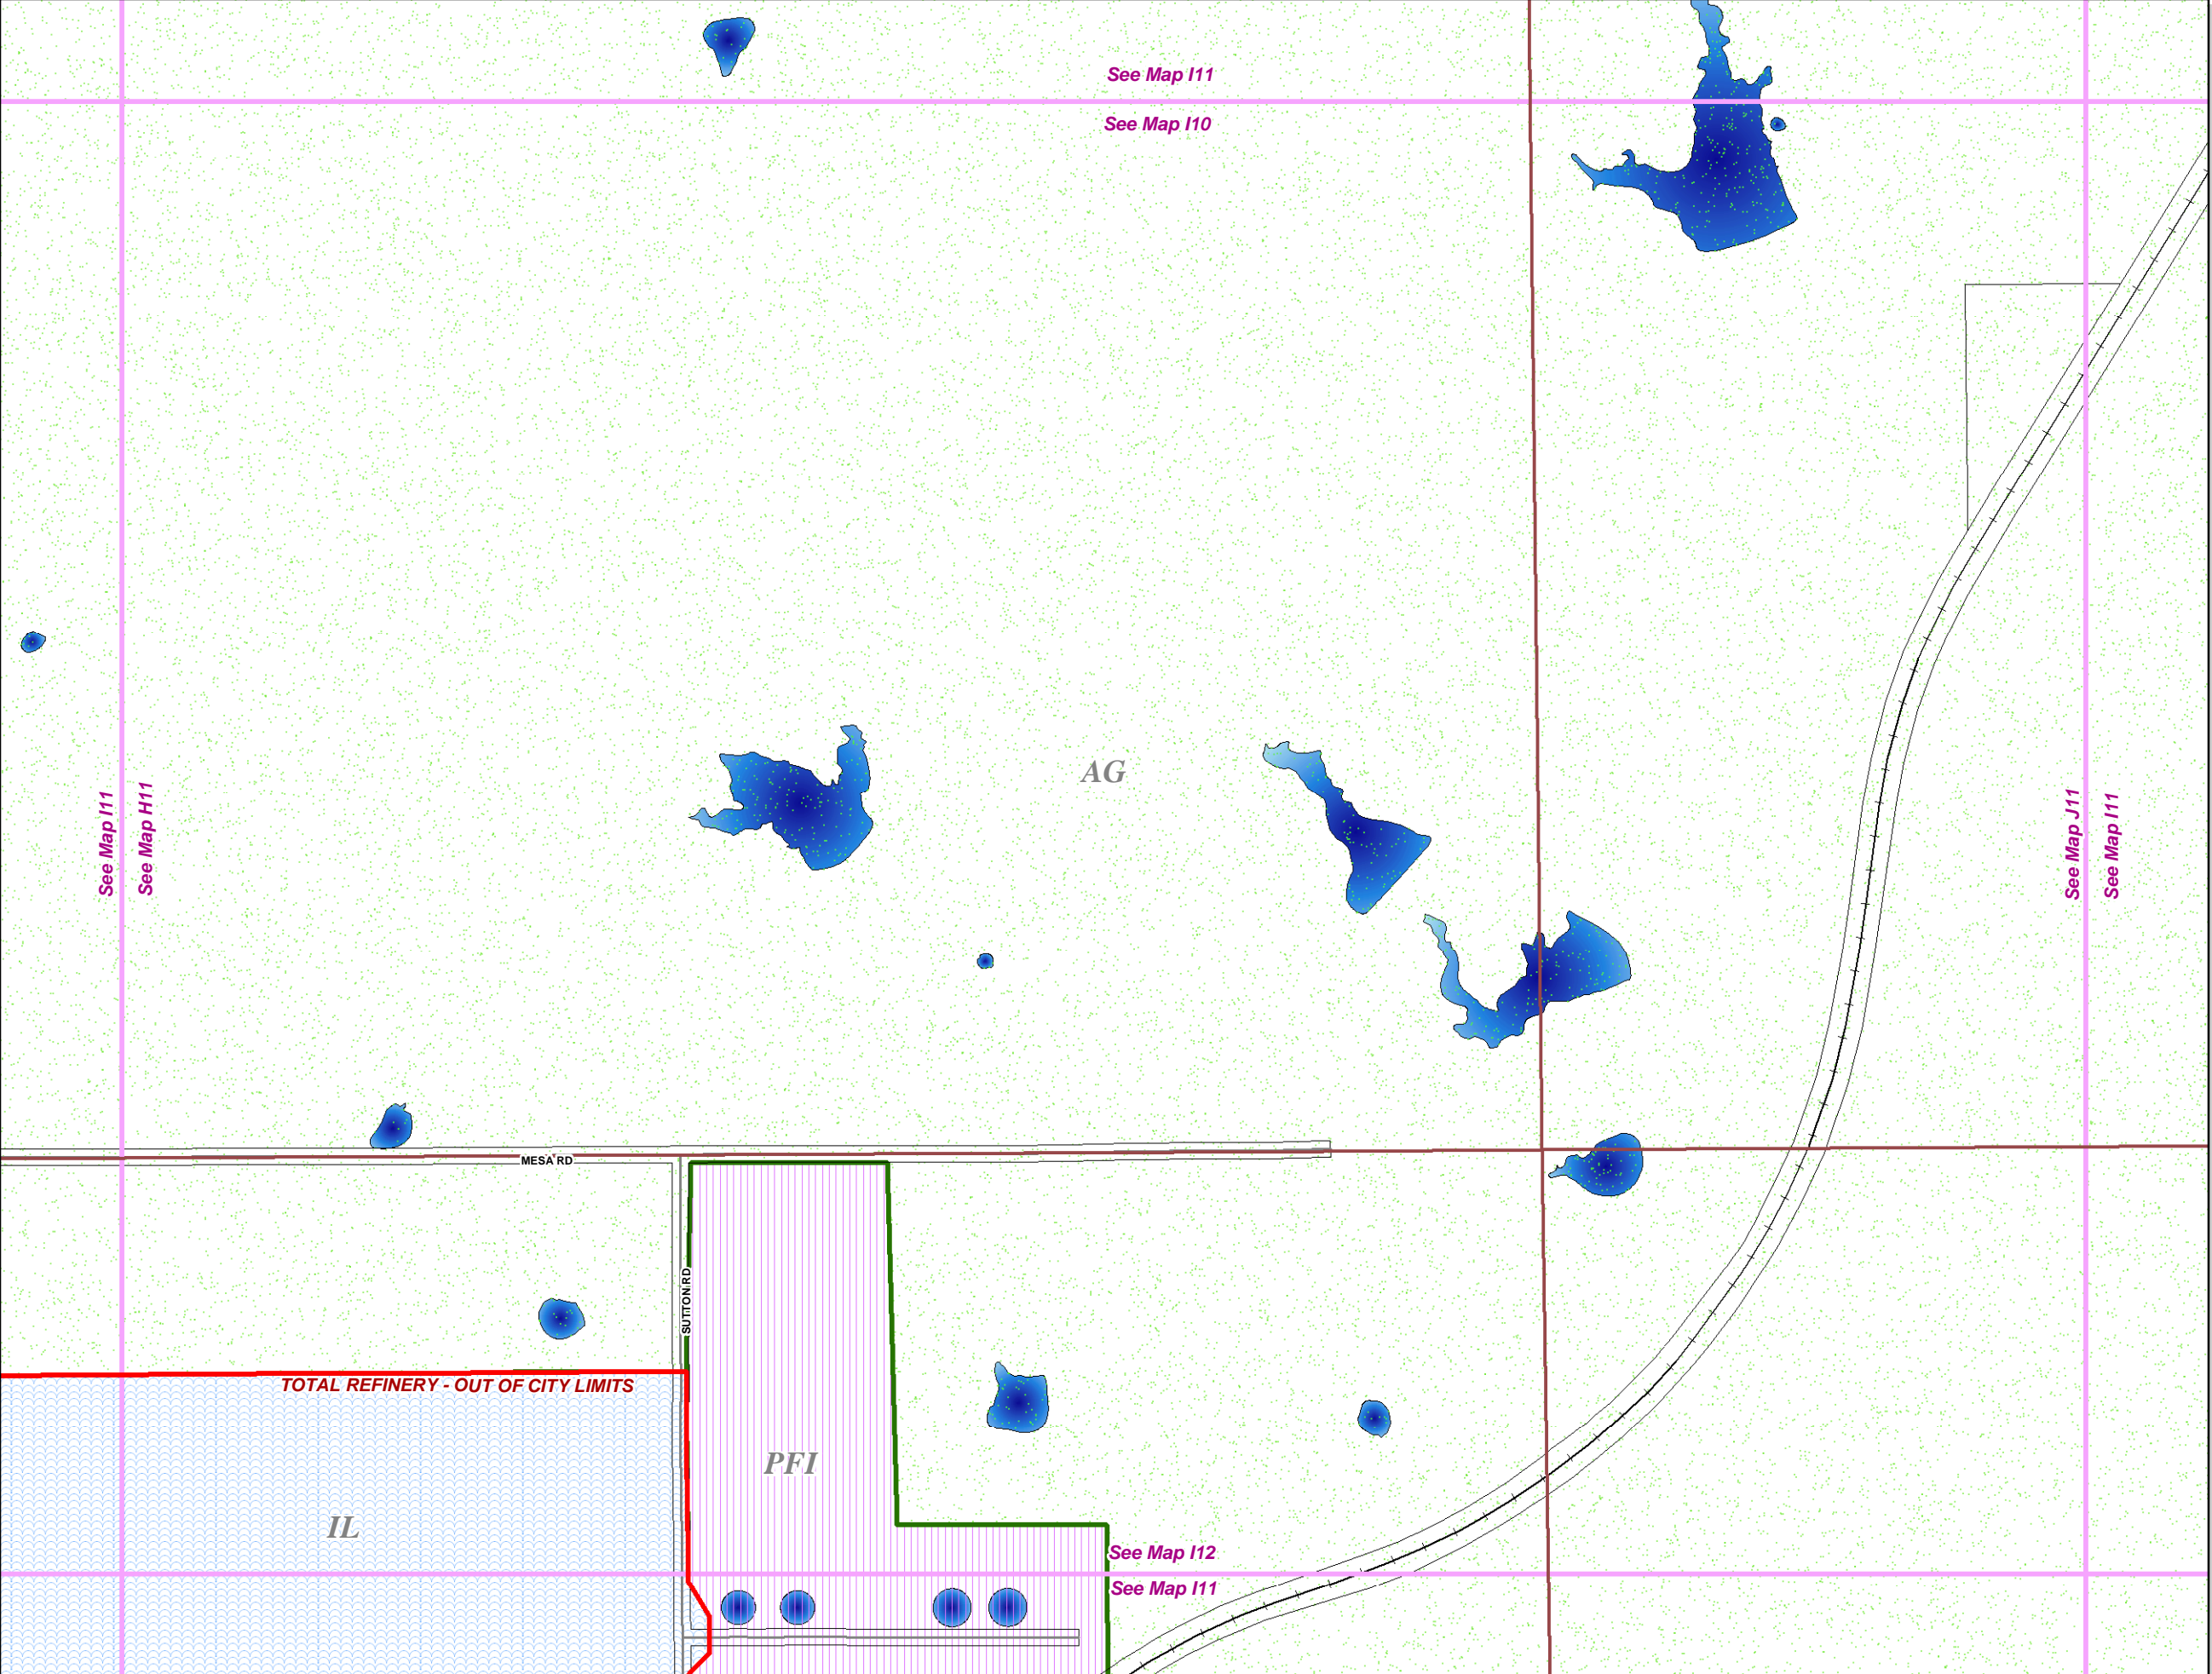 See Map I11
See Map I10
AG
See Map I11
See Map H11
See Map J11
See Map I11
MESA RD
SUTTON RD
TOTAL REFINERY - OUT OF CITY LIMITS
PFI
IL
See Map I12
See Map I11